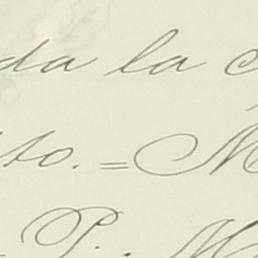 da la
to. = M
P. M